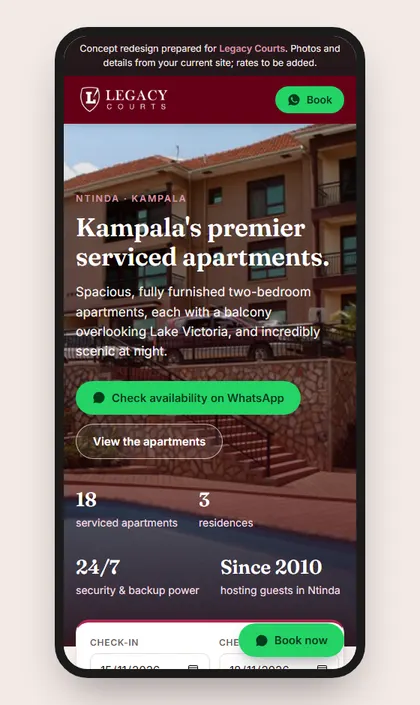 Concept redesign prepared for Legacy Courts. Photos and
details from your current site; rates to be added.
LEGACY
COURTS
Book
NTINDA · KAMPALA
Kampala's premier
serviced apartments.
Spacious, fully furnished two-bedroom
apartments, each with a balcony
overlooking Lake Victoria, and incredibly
scenic at night.
Check availability on WhatsApp
View the apartments
18
serviced apartments
3
residences
24/7
security & backup power
Since 2010
hosting guests in Ntinda
CHECK-IN
Book now